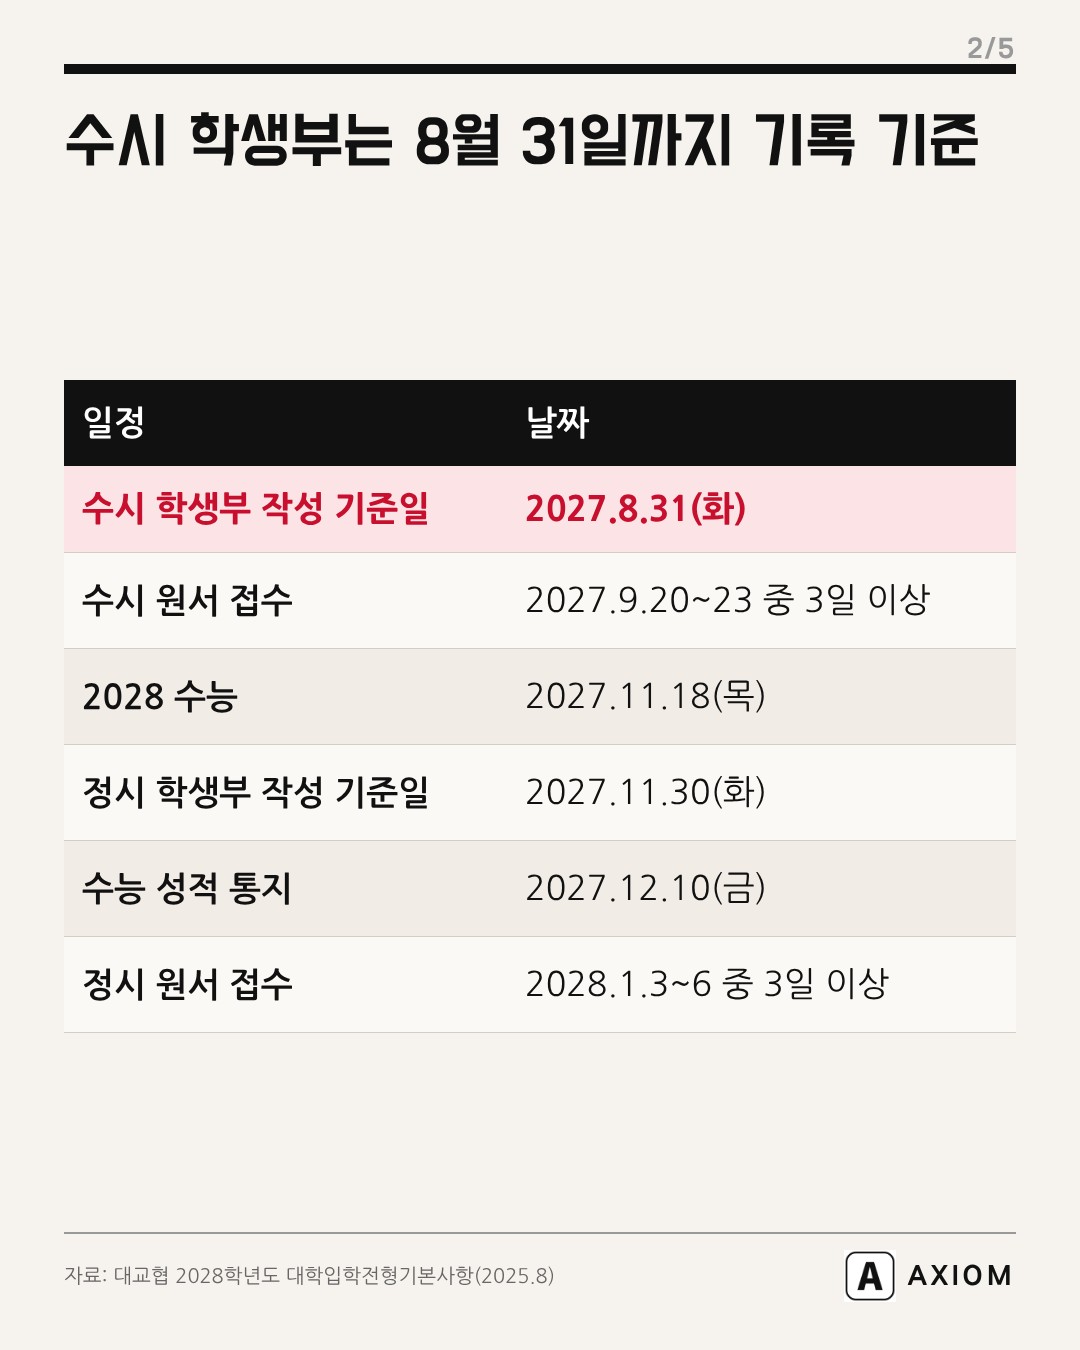 2/5
수시 학생부는 8월 31일까지 기록 기준
일정 날짜
수시 학생부 작성 기준일 2027.8.31(화)
수시 원서 접수 2027.9.20~23 중 3일 이상
2028 수능 2027.11.18(목)
정시 학생부 작성 기준일 2027.11.30(화)
수능 성적 통지 2027.12.10(금)
정시 원서 접수 2028.1.3~6 중 3일 이상
자료: 대교협 2028학년도 대학입학전형기본사항(2025.8)
A AXIOM